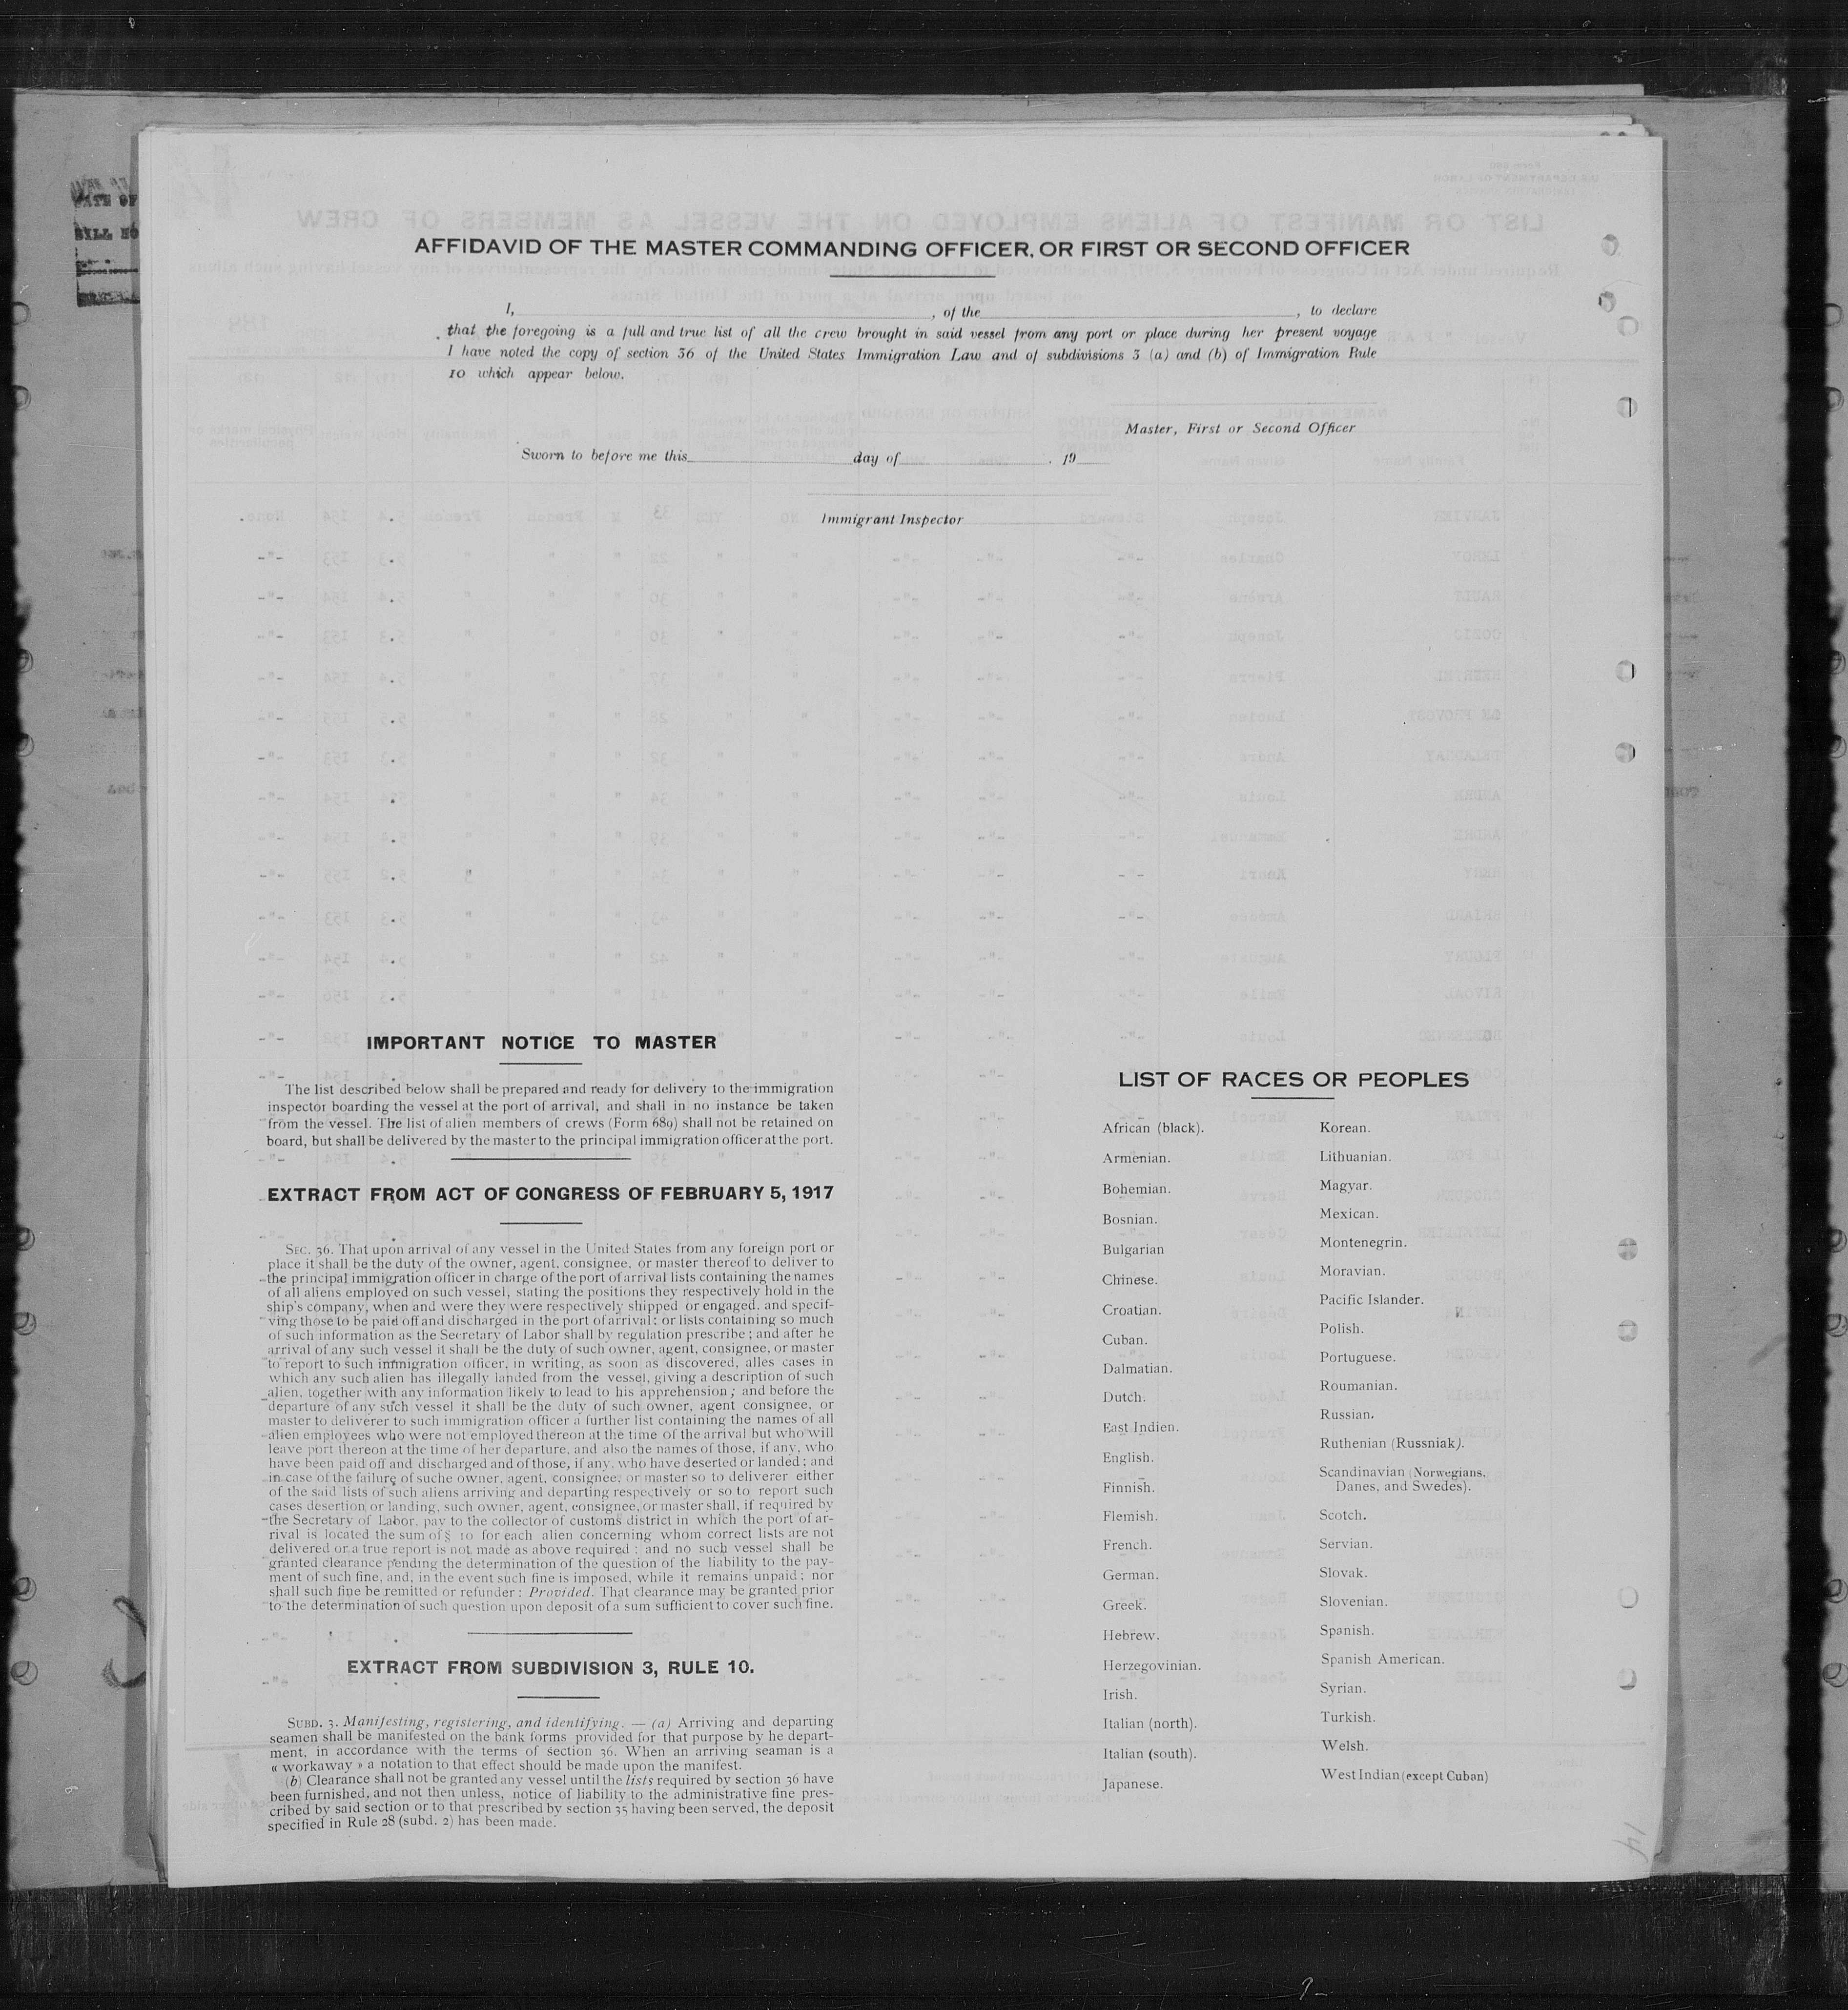 AFFIDAVID OF THE MASTER COMMANDING OFFICER, OR FIRST OR SECOND OFFICER
I, , of the , to declare
that the foregoing is a full and true list of all the crew brought in said vessel from any port or place during her present voyage
I have noted the copy of section 36 of the United States Immigration Law and of subdivisions 3 (a) and (b) of Immigration Rule
10 which appear below.
Master, First or Second Officer
Sworn to before me this day of . 19
Immigrant Inspector
IMPORTANT NOTICE TO MASTER
The list described below shall be prepared and ready for delivery to the immigration
inspector boarding the vessel at the port of arrival, and shall in no instance be taken
from the vessel. The list of alien members of crews (Form 689) shall not be retained on
board, but shall be delivered by the master to the principal immigration officer at the port.
EXTRACT FROM ACT OF CONGRESS OF FEBRUARY 5, 1917
SEC. 36. That upon arrival of any vessel in the United States from any foreign port or
place it shall be the duty of the owner, agent, consignee, or master thereof to deliver to
the principal immigration officer in charge of the port of arrival lists containing the names
of all aliens employed on such vessel, stating the positions they respectively hold in the
ship's company, when and were they were respectively shipped or engaged, and specif-
ving those to be paid off and discharged in the port of arrival; or lists containing so much
of such information as the Secretary of Labor shall by regulation prescribe; and after he
arrival of any such vessel it shall be the duty of such owner, agent, consignee, or master
to report to such immigration officer, in writing, as soon as discovered, alles cases in
which any such alien has illegally landed from the vessel, giving a description of such
alien, together with any information likely to lead to his apprehension; and before the
departure of any such vessel it shall be the duty of such owner, agent consignee, or
master to deliverer to such immigration officer a further list containing the names of all
alien employees who were not employed thereon at the time of the arrival but who will
leave port thereon at the time of her departure, and also the names of those, if any, who
have been paid off and discharged and of those, if any, who have deserted or landed; and
in case of the failure of suche owner, agent, consignee, or master so to deliverer either
of the said lists of such aliens arriving and departing respectively or so to report such
cases desertion or landing, such owner, agent, consignee, or master shall, if required by
the Secretary of Labor, pay to the collector of customs district in which the port of ar-
rival is located the sum of $ 10 for each alien concerning whom correct lists are not
delivered or a true report is not made as above required; and no such vessel shall be
granted clearance pending the determination of the question of the liability to the pay-
ment of such fine, and, in the event such fine is imposed, while it remains unpaid; nor
shall such fine be remitted or refunder; Provided. That clearance may be granted prior
to the determination of such question upon deposit of a sum sufficient to cover such fine.
EXTRACT FROM SUBDIVISION 3, RULE 10.
SUBD. 3. Manifesting, registering, and identifying. — (a) Arriving and departing
seamen shall be manifested on the bank forms provided for that purpose by he depart-
ment, in accordance with the terms of section 36. When an arriving seaman is a
« workaway » a notation to that effect should be made upon the manifest.
(b) Clearance shall not be granted any vessel until the lists required by section 36 have
been furnished, and not then unless, notice of liability to the administrative fine pres-
cribed by said section or to that prescribed by section 35 having been served, the deposit
specified in Rule 28 (subd. 2) has been made.
LIST OF RACES OR PEOPLES
African (black).
Armenian.
Bohemian.
Bosnian.
Bulgarian
Chinese.
Croatian.
Cuban.
Dalmatian.
Dutch.
East Indien.
English.
Finnish.
Flemish.
French.
German.
Greek.
Hebrew.
Herzegovinian.
Irish.
Italian (north).
Italian (south).
Japanese.
Korean.
Lithuanian.
Magyar.
Mexican.
Montenegrin.
Moravian.
Pacific Islander.
Polish.
Portuguese.
Roumanian.
Russian.
Ruthenian (Russniak).
Scandinavian (Norwegians,
Danes, and Swedes).
Scotch.
Servian.
Slovak.
Slovenian.
Spanish.
Spanish American.
Syrian.
Turkish.
Welsh.
West Indian (except Cuban)
14